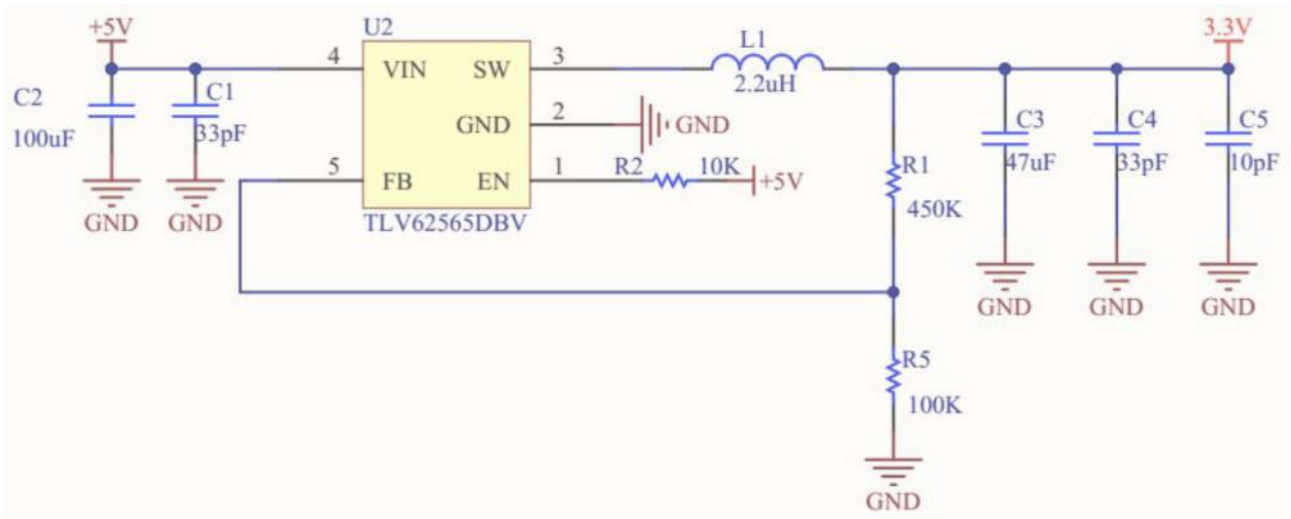 +5V
U2
L1
3.3V
4
VIN
SW
3
2.2uH
C2
100uF
C1
33pF
GND
2
GND
C3
47uF
C4
33pF
C5
10pF
5
FB
EN
1
R2
10K
+5V
R1
450K
GND
GND
TLV62565DBV
GND
GND
GND
R5
100K
GND